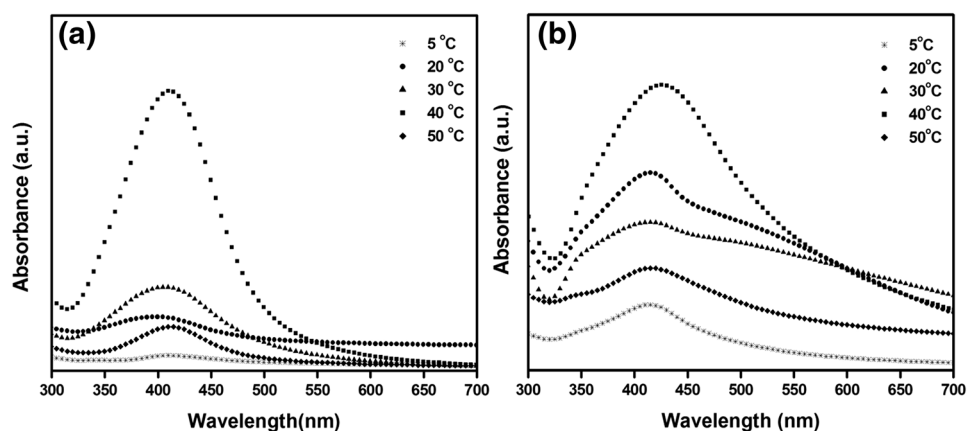 (a)
5 °C
20 °C
30 °C
40 °C
50 °C
Absorbance (a.u.)
300 350 400 450 500 550 600 650 700
Wavelength(nm)
(b)
5°C
20°C
30°C
40°C
50°C
Absorbance (a.u.)
300 350 400 450 500 550 600 650 700
Wavelength (nm)